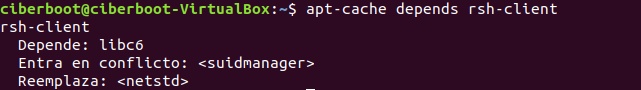 ciberboot@ciberboot-VirtualBox:~$ apt-cache depends rsh-client
rsh-client
  Depende: libc6
  Entra en conflicto: <suidmanager>
  Reemplaza: <netstd>